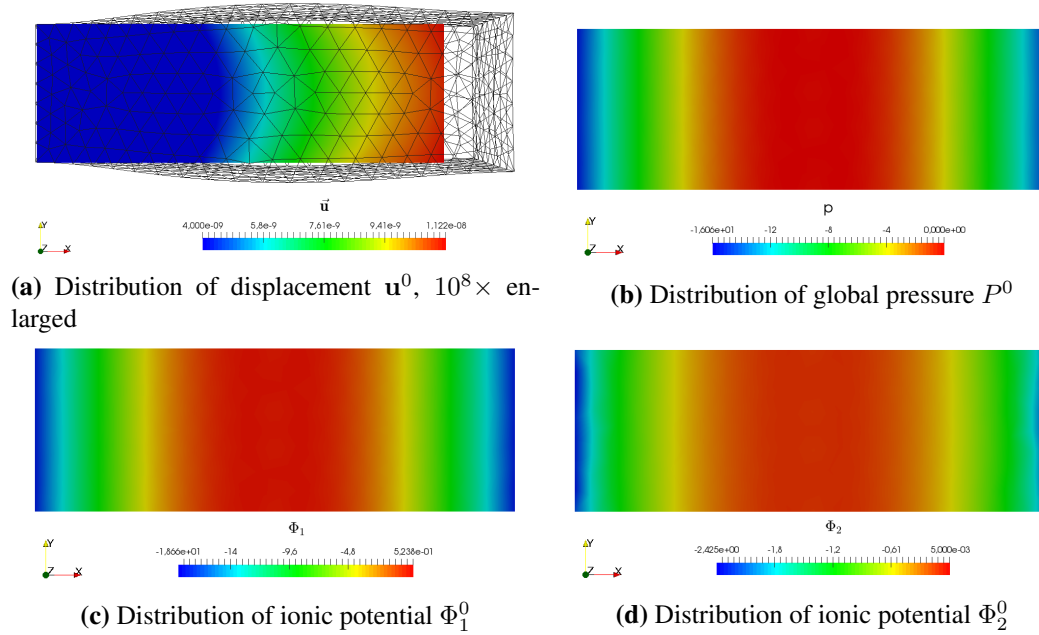 u⃗
4,000e-09 5,8e-9 7,61e-9 9,41e-9 1,122e-08
Y
Z X
(a) Distribution of displacement u⁰, 10⁸× en-
larged
p
-1,606e+01 -12 -8 -4 0,000e+00
Y
Z X
(b) Distribution of global pressure P⁰
Φ₁
-1,866e+01 -14 -9,6 -4,8 5,238e-01
Y
Z X
(c) Distribution of ionic potential Φ₁⁰
Φ₂
-2,425e+00 -1,8 -1,2 -0,61 5,000e-03
Y
Z X
(d) Distribution of ionic potential Φ₂⁰